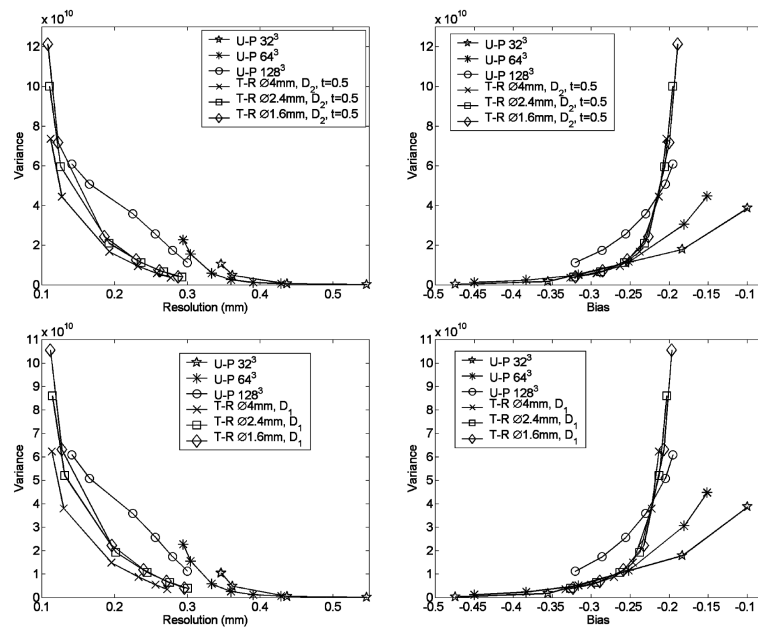 x 10^10
12
10
8
6
4
2
0
0.1 0.2 0.3 0.4 0.5
Variance
Resolution (mm)
U-P 32^3
U-P 64^3
U-P 128^3
T-R Ø4mm, D_2, t=0.5
T-R Ø2.4mm, D_2, t=0.5
T-R Ø1.6mm, D_2, t=0.5
x 10^10
12
10
8
6
4
2
0
-0.5 -0.45 -0.4 -0.35 -0.3 -0.25 -0.2 -0.15 -0.1
Variance
Bias
U-P 32^3
U-P 64^3
U-P 128^3
T-R Ø4mm, D_2, t=0.5
T-R Ø2.4mm, D_2, t=0.5
T-R Ø1.6mm, D_2, t=0.5
x 10^10
11
10
9
8
7
6
5
4
3
2
1
0
0.1 0.2 0.3 0.4 0.5
Variance
Resolution (mm)
U-P 32^3
U-P 64^3
U-P 128^3
T-R Ø4mm, D_1
T-R Ø2.4mm, D_1
T-R Ø1.6mm, D_1
x 10^10
11
10
9
8
7
6
5
4
3
2
1
0
-0.5 -0.45 -0.4 -0.35 -0.3 -0.25 -0.2 -0.15 -0.1
Variance
Bias
U-P 32^3
U-P 64^3
U-P 128^3
T-R Ø4mm, D_1
T-R Ø2.4mm, D_1
T-R Ø1.6mm, D_1